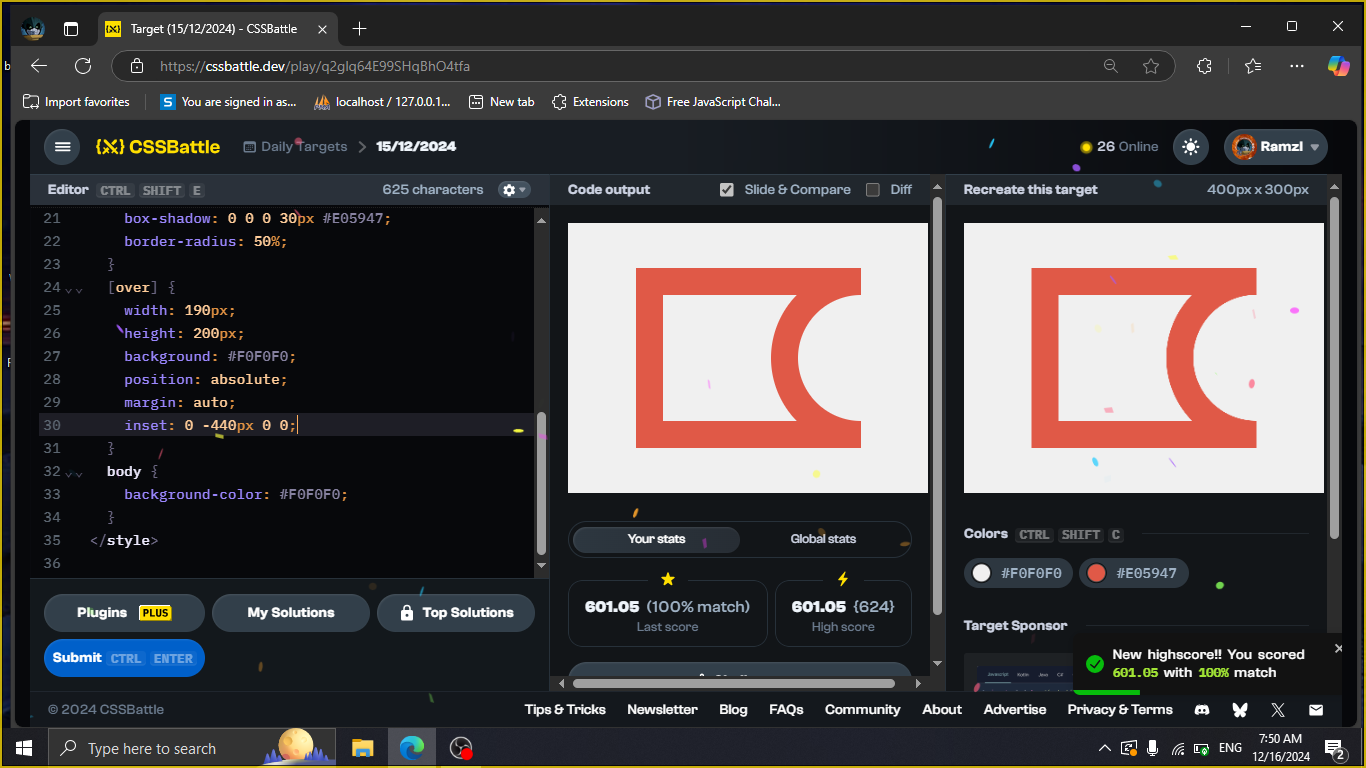 Target (15/12/2024) - CSSBattle
https://cssbattle.dev/play/q2gIq64E99SHqBhO4tfa
Import favorites
You are signed in as...
localhost / 127.0.0.1...
New tab
Extensions
Free JavaScript Chal...
{X} CSSBattle
Daily Targets > 15/12/2024
26 Online
Ramzl
Editor CTRL SHIFT E
625 characters
Code output
Slide & Compare
Diff
Recreate this target
400px x 300px
21 box-shadow: 0 0 0 30px #E05947;
22 border-radius: 50%;
23 }
24 [over] {
25 width: 190px;
26 height: 200px;
27 background: #F0F0F0;
28 position: absolute;
29 margin: auto;
30 inset: 0 -440px 0 0;
31 }
32 body {
33 background-color: #F0F0F0;
34 }
35 </style>
36
Plugins PLUS
My Solutions
Top Solutions
Submit CTRL ENTER
Your stats
Global stats
601.05 (100% match)
Last score
601.05 {624}
High score
Colors CTRL SHIFT C
#F0F0F0
#E05947
Target Sponsor
New highscore!! You scored
601.05 with 100% match
© 2024 CSSBattle
Tips & Tricks
Newsletter
Blog
FAQs
Community
About
Advertise
Privacy & Terms
Type here to search
ENG
7:50 AM
12/16/2024
2